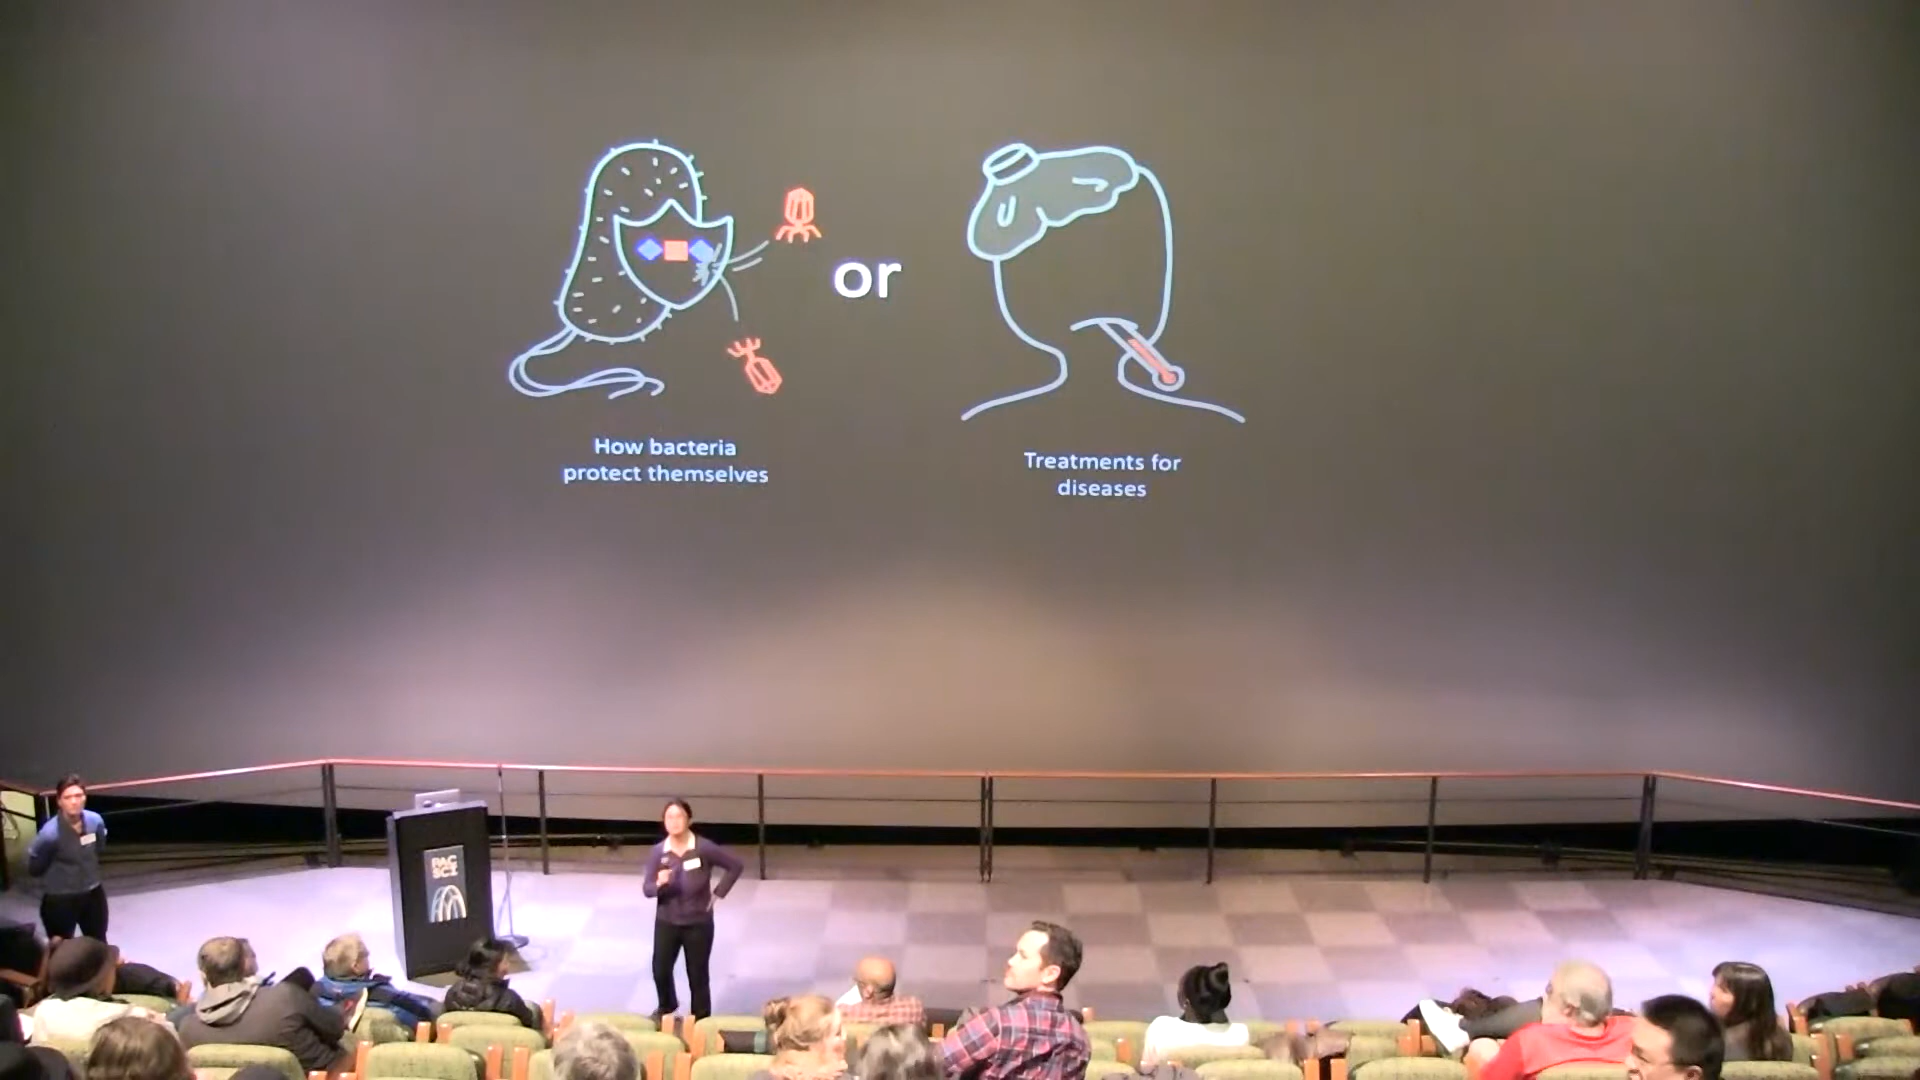 or
How bacteria
protect themselves
Treatments for
diseases
PAC
SCI